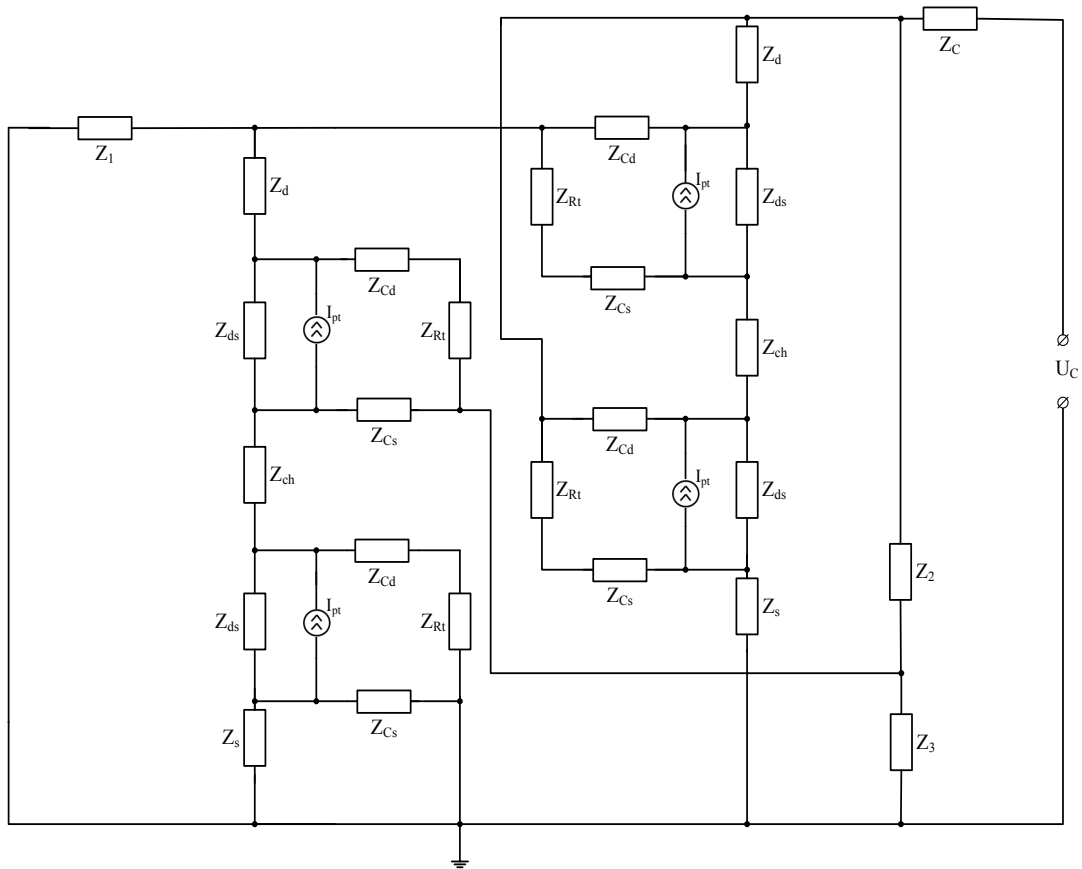 Z_C
Z_d
Z_1
Z_Cd
U_C
Z_d
I_pt
Z_Rt
Z_ds
Z_Cd
Z_Cs
I_pt
Z_ds
Z_Rt
Z_ch
Z_Cs
Z_Cd
Z_ch
I_pt
Z_Rt
Z_ds
Z_Cd
Z_2
Z_Cs
Z_s
I_pt
Z_ds
Z_Rt
Z_Cs
Z_s
Z_3